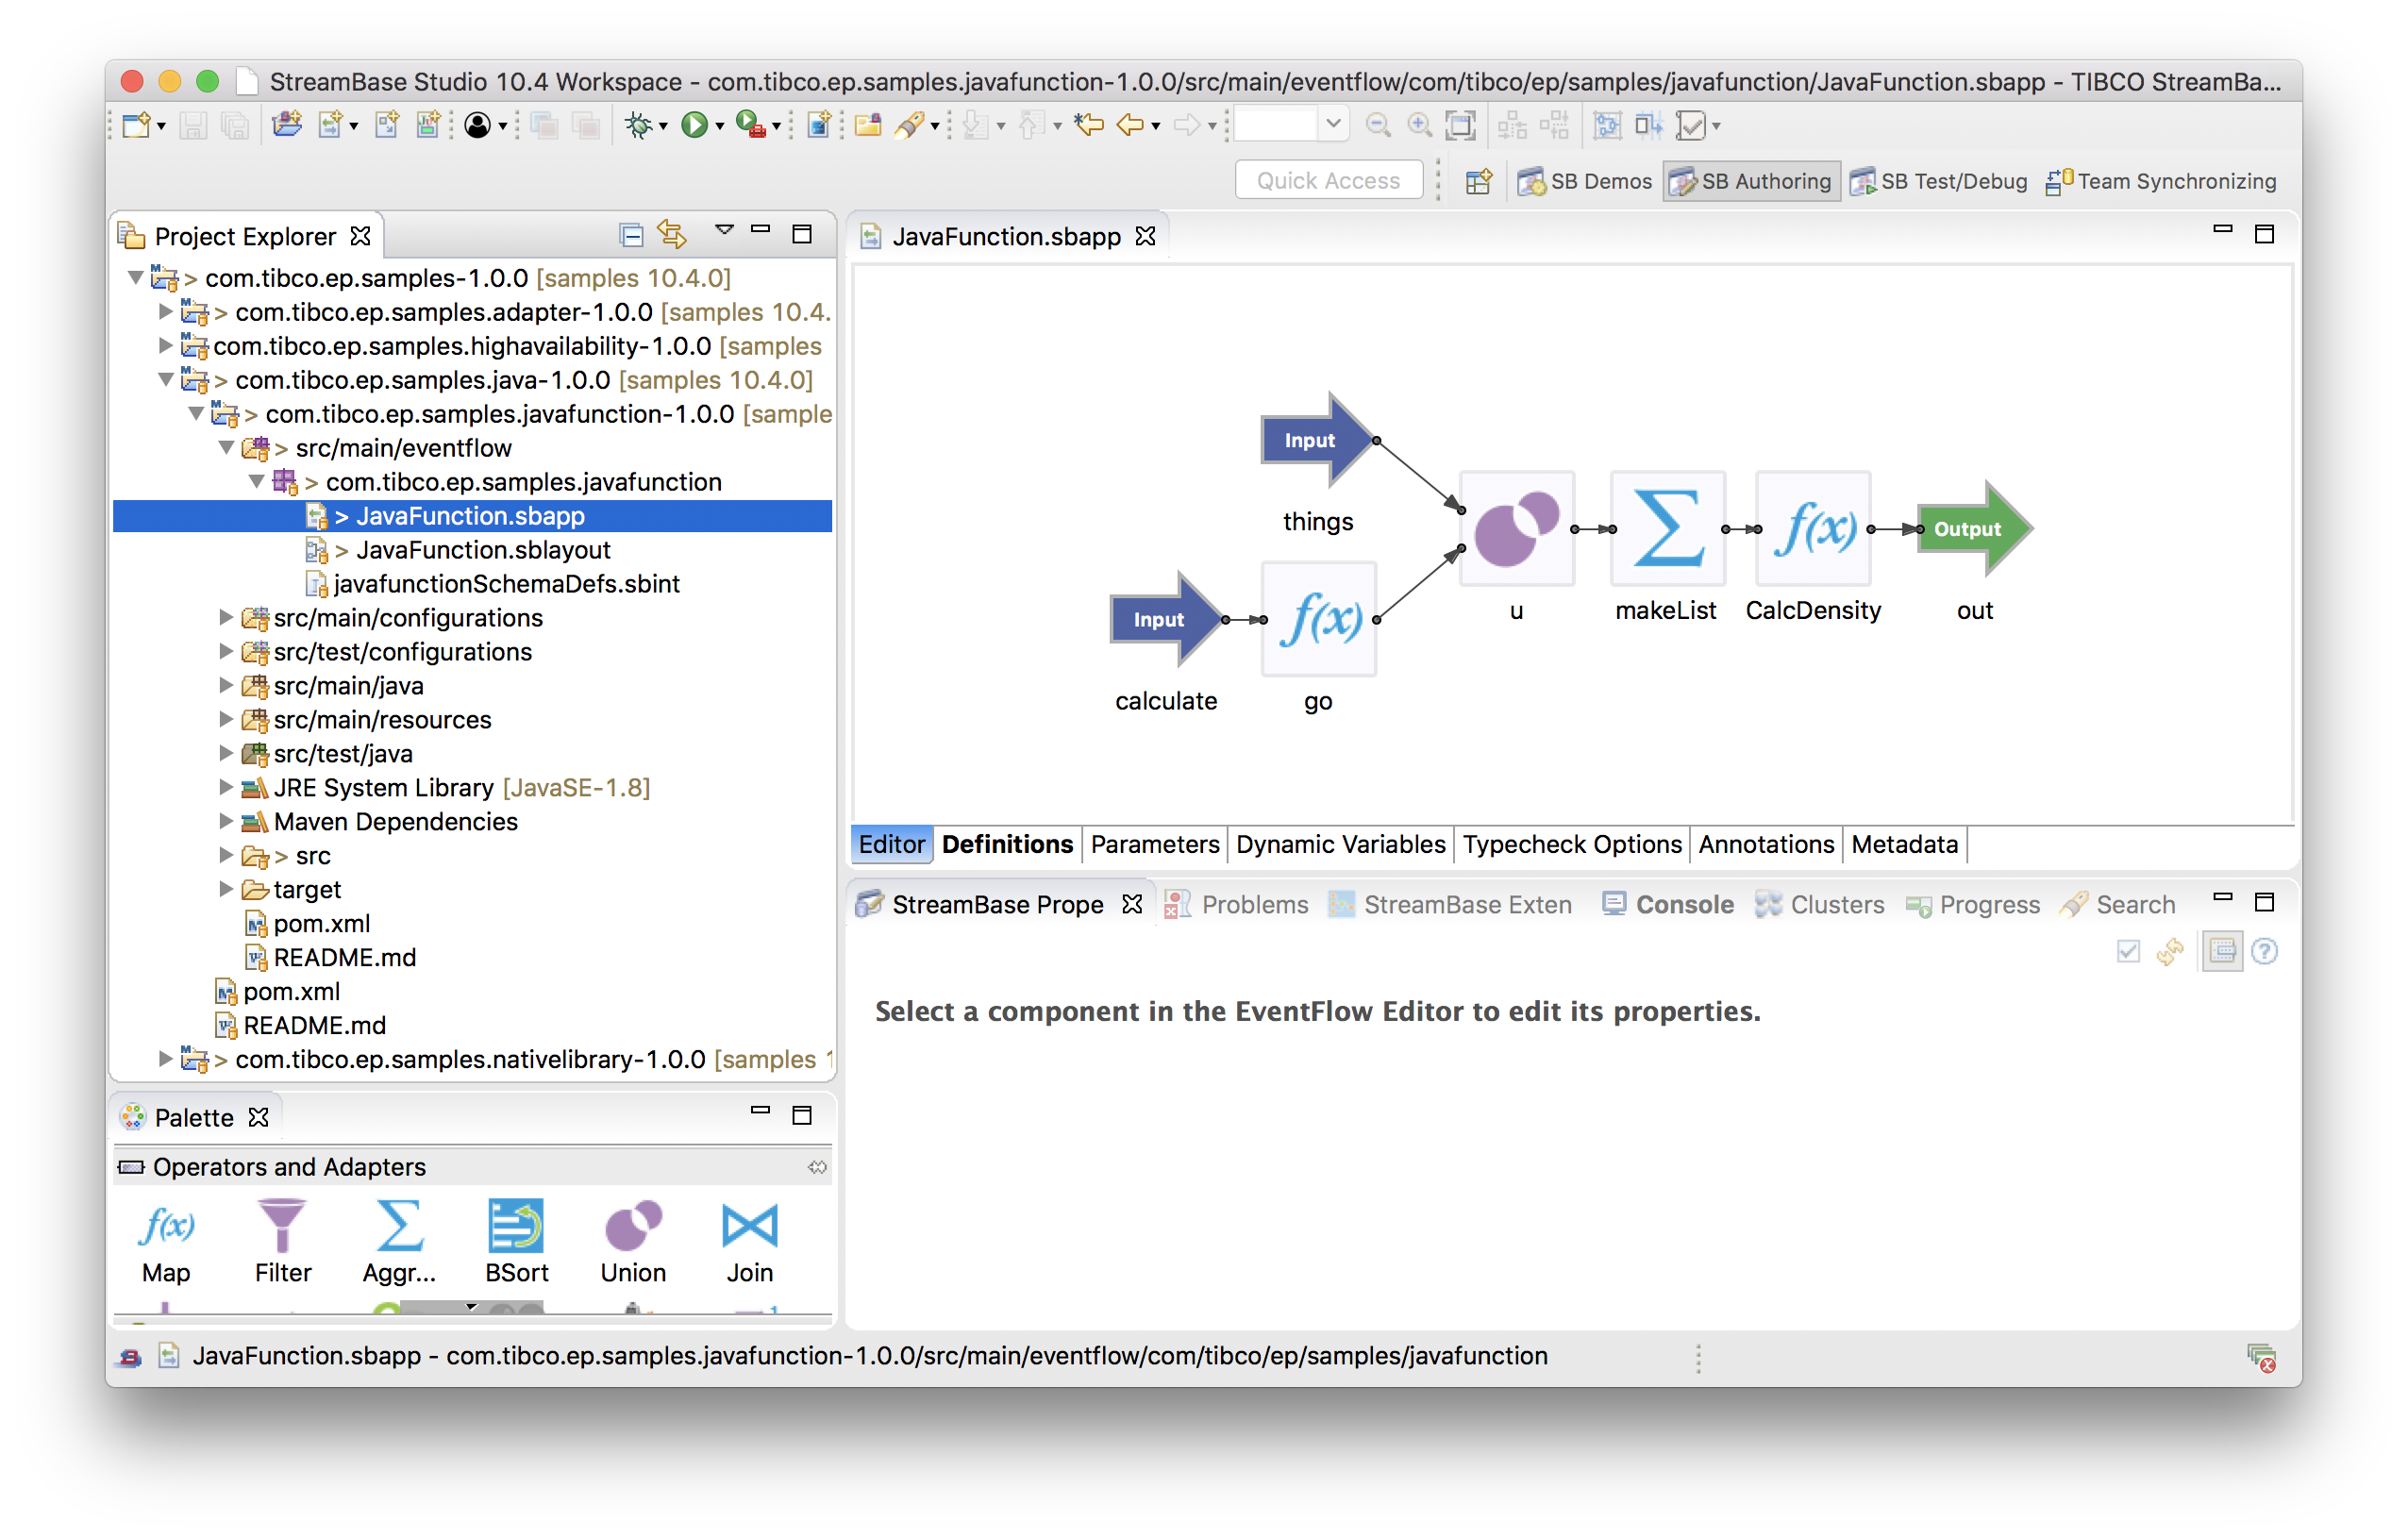 StreamBase Studio 10.4 Workspace - com.tibco.ep.samples.javafunction-1.0.0/src/main/eventflow/com/tibco/ep/samples/javafunction/JavaFunction.sbapp - TIBCO StreamBa...
Quick Access
SB Demos
SB Authoring
SB Test/Debug
Team Synchronizing
Project Explorer
> com.tibco.ep.samples-1.0.0 [samples 10.4.0]
> com.tibco.ep.samples.adapter-1.0.0 [samples 10.4.
com.tibco.ep.samples.highavailability-1.0.0 [samples
> com.tibco.ep.samples.java-1.0.0 [samples 10.4.0]
> com.tibco.ep.samples.javafunction-1.0.0 [sample
> src/main/eventflow
> com.tibco.ep.samples.javafunction
> JavaFunction.sbapp
> JavaFunction.sblayout
javafunctionSchemaDefs.sbint
src/main/configurations
src/test/configurations
src/main/java
src/main/resources
src/test/java
JRE System Library [JavaSE-1.8]
Maven Dependencies
> src
target
pom.xml
README.md
pom.xml
README.md
> com.tibco.ep.samples.nativelibrary-1.0.0 [samples 1
Palette
Operators and Adapters
f(x)
Σ
Map
Filter
Aggr...
BSort
Union
Join
JavaFunction.sbapp
Input
things
Input
calculate
f(x)
go
u
Σ
makeList
f(x)
CalcDensity
Output
out
Editor
Definitions
Parameters
Dynamic Variables
Typecheck Options
Annotations
Metadata
StreamBase Prope
Problems
StreamBase Exten
Console
Clusters
Progress
Search
Select a component in the EventFlow Editor to edit its properties.
JavaFunction.sbapp - com.tibco.ep.samples.javafunction-1.0.0/src/main/eventflow/com/tibco/ep/samples/javafunction